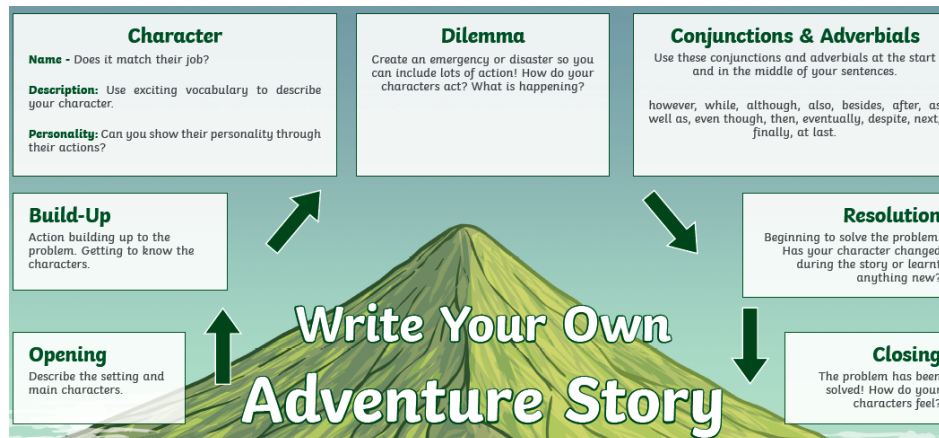 Character
Name - Does it match their job?
Description: Use exciting vocabulary to describe
your character.
Personality: Can you show their personality through
their actions?
Dilemma
Create an emergency or disaster so you
can include lots of action! How do your
characters act? What is happening?
Conjunctions & Adverbials
Use these conjunctions and adverbials at the start
and in the middle of your sentences.
however, while, although, also, besides, after, as
well as, even though, then, eventually, despite, next,
finally, at last.
Build-Up
Action building up to the
problem. Getting to know the
characters.
Resolution
Beginning to solve the problem.
Has your character changed
during the story or learnt
anything new?
Opening
Describe the setting and
main characters.
Write Your Own
Adventure Story
Closing
The problem has been
solved! How do your
characters feel?